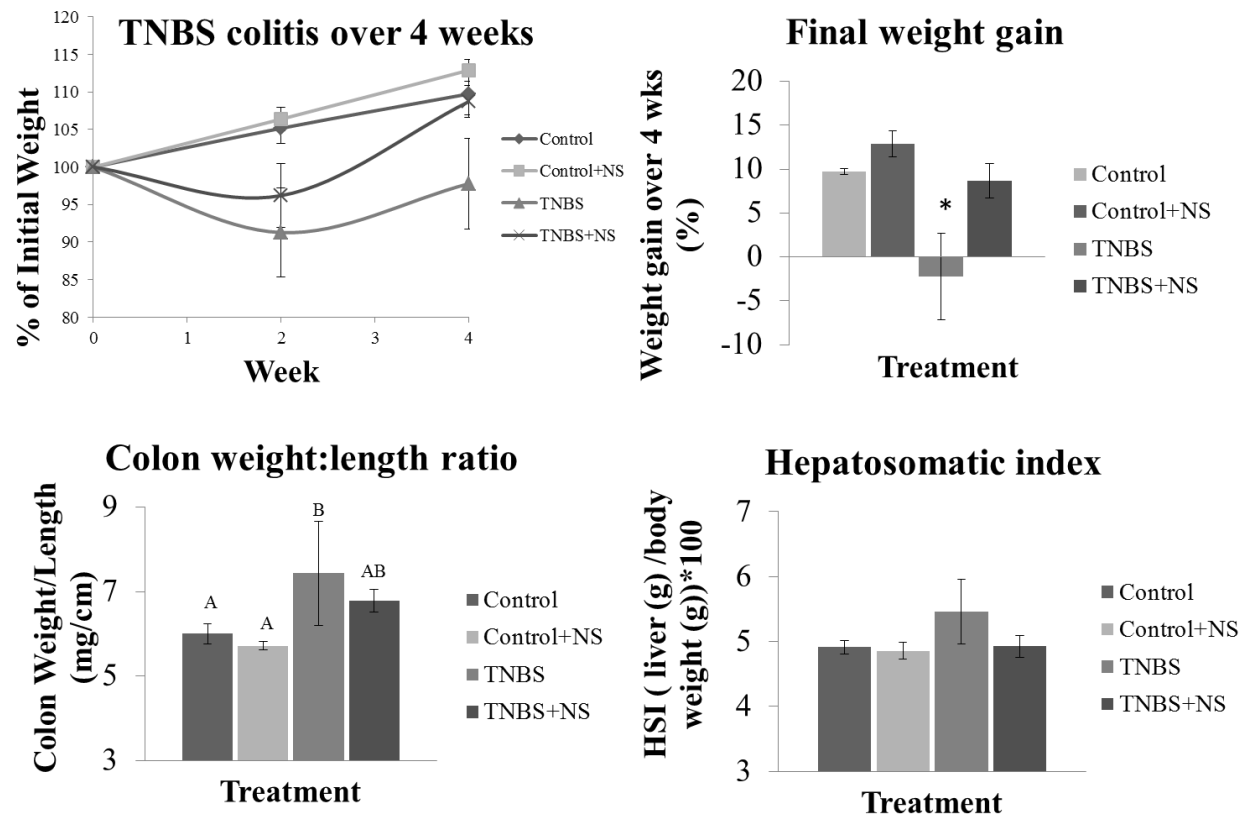 TNBS colitis over 4 weeks
120
115
110
105
100
95
90
85
80
0
1
2
3
4
% of Initial Weight
Week
Control
Control+NS
TNBS
TNBS+NS
Final weight gain
20
15
10
5
0
-5
-10
Weight gain over 4 wks
(%)
*
Treatment
Control
Control+NS
TNBS
TNBS+NS
Colon weight:length ratio
9
7
5
3
Colon Weight/Length
(mg/cm)
A
A
B
AB
Treatment
Control
Control+NS
TNBS
TNBS+NS
Hepatosomatic index
7
6
5
4
3
HSI ( liver (g) /body
weight (g))*100
Treatment
Control
Control+NS
TNBS
TNBS+NS